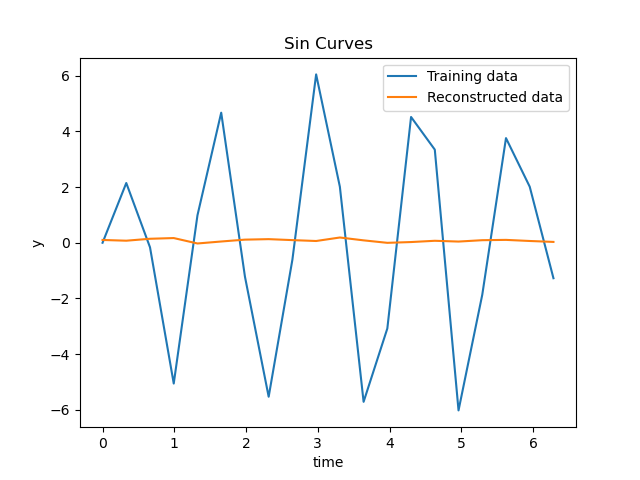 Sin Curves
Training data
Reconstructed data
6
4
2
0
−2
−4
−6
y
0 1 2 3 4 5 6
time